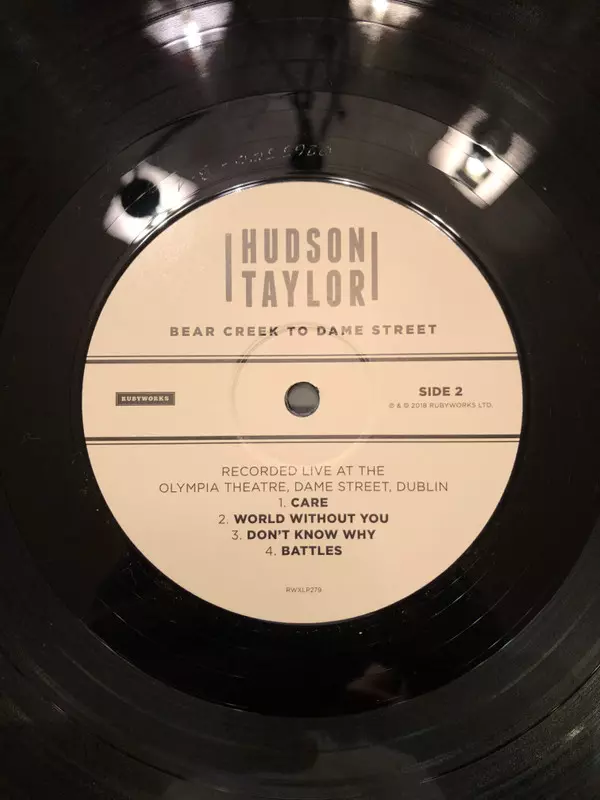 HUDSON
TAYLOR
BEAR CREEK TO DAME STREET
RUBYWORKS
SIDE 2
℗ & © 2018 RUBYWORKS LTD.
RECORDED LIVE AT THE
OLYMPIA THEATRE, DAME STREET, DUBLIN
1. CARE
2. WORLD WITHOUT YOU
3. DON'T KNOW WHY
4. BATTLES
RWXLP279